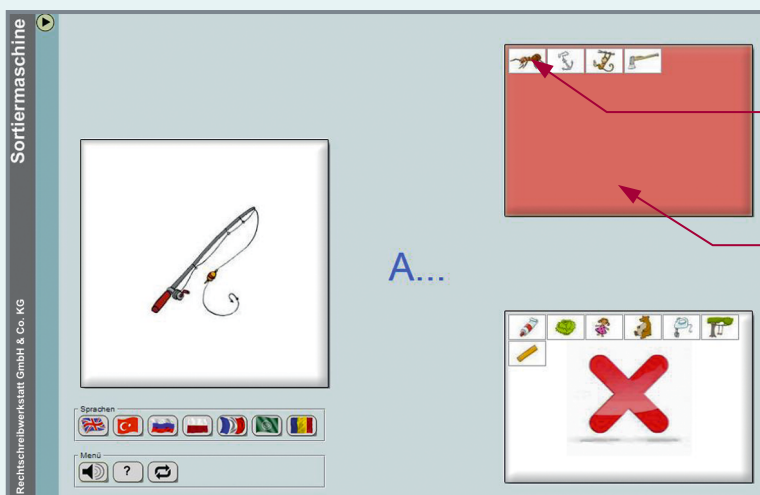 Sortiermaschine
Rechtschreibwerkstatt GmbH & Co. KG
A...
Sprachen
Menü
?